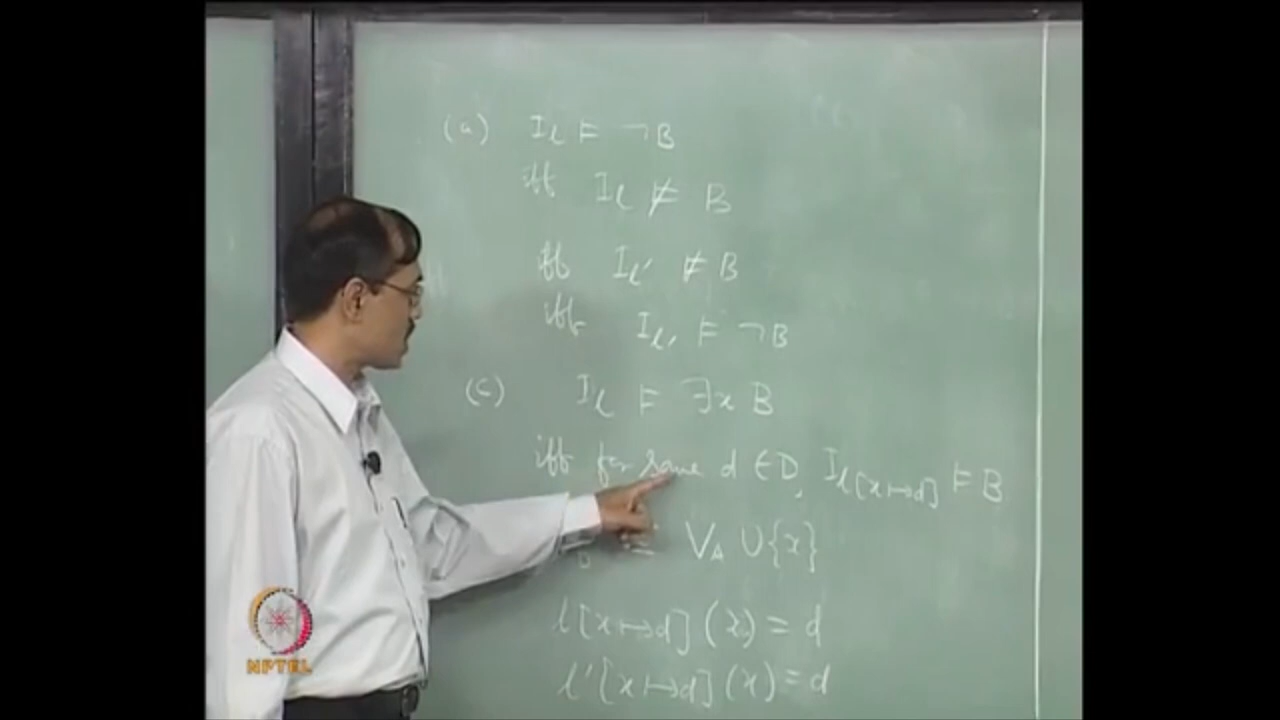 (a) I_l ⊨ ¬B
iff I_l ⊭ B
iff I_l' ⊭ B
iff I_l' ⊨ ¬B
(c) I_l ⊨ ∃x B
iff for some d ∈ D, I_l[x↦d] ⊨ B
= V_A ∪ {x}
l[x↦d](x) = d
l'[x↦d](x) = d
NPTEL